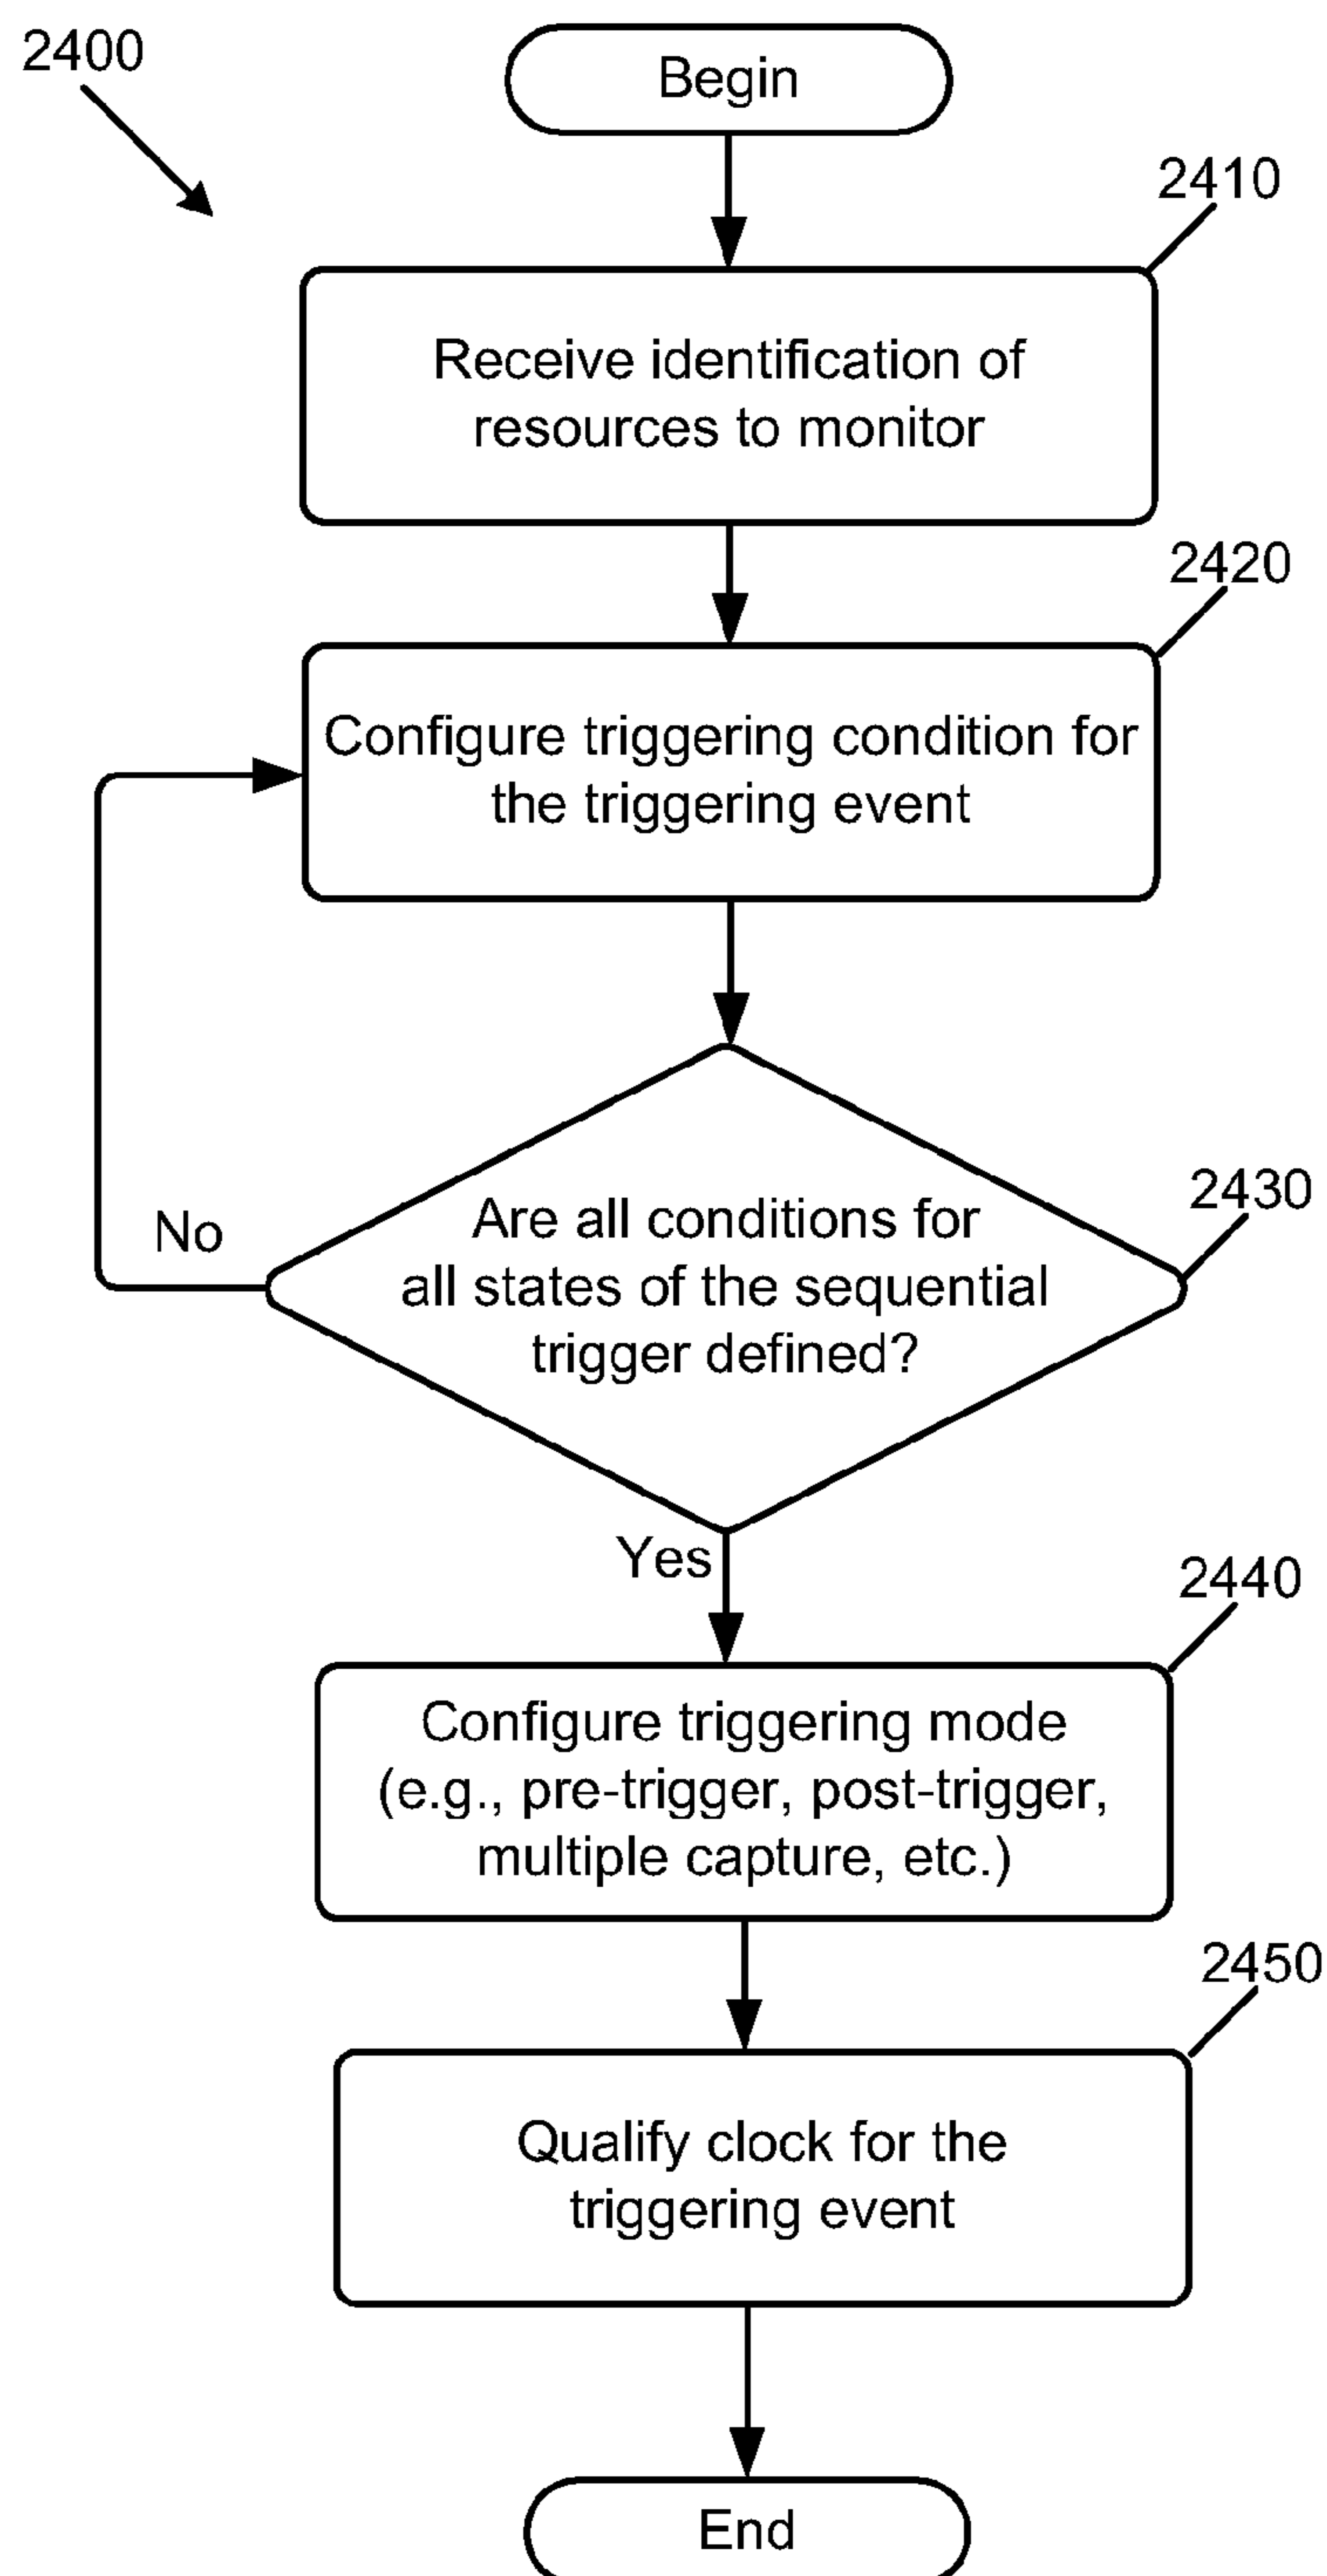 2400
Begin
2410
Receive identification of
resources to monitor
2420
Configure triggering condition for
the triggering event
2430
Are all conditions for
all states of the sequential
trigger defined?
No
Yes
2440
Configure triggering mode
(e.g., pre-trigger, post-trigger,
multiple capture, etc.)
2450
Qualify clock for the
triggering event
End